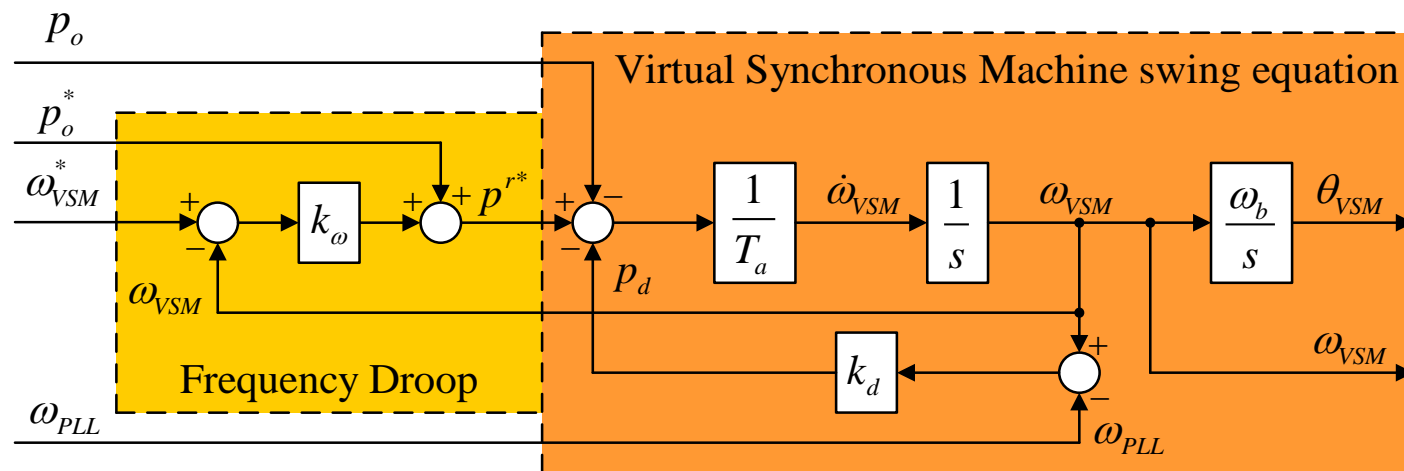 p_o
Virtual Synchronous Machine swing equation
p_o^*
ω_VSM^*
+
−
k_ω
+
+
p^{r*}
+
−
−
1/T_a
ω̇_VSM
1/s
ω_VSM
ω_b/s
θ_VSM
ω_VSM
p_d
+
−
k_d
ω_VSM
Frequency Droop
ω_PLL
ω_PLL